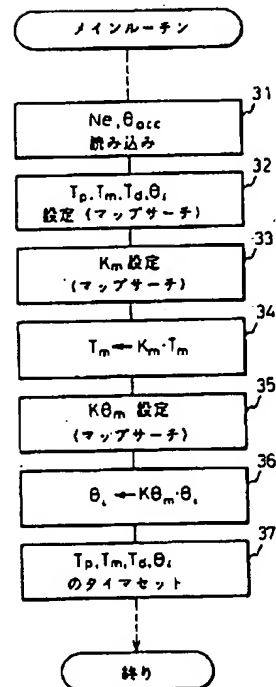 メインルーチン
31
Ne,θacc
読み込み
32
Tp,Tm,Td,θi
設定(マップサーチ)
33
Km 設定
(マップサーチ)
34
Tm←Km·Tm
35
Kθm 設定
(マップサーチ)
36
θi←Kθm·θi
37
Tp,Tm,Td,θi
のタイマセット
終り